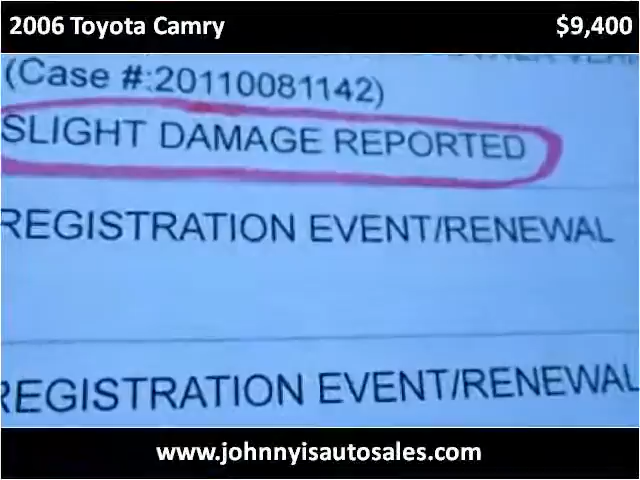 2006 Toyota Camry $9,400
(Case #:20110081142)
SLIGHT DAMAGE REPORTED
REGISTRATION EVENT/RENEWAL
REGISTRATION EVENT/RENEWAL
www.johnnyisautosales.com